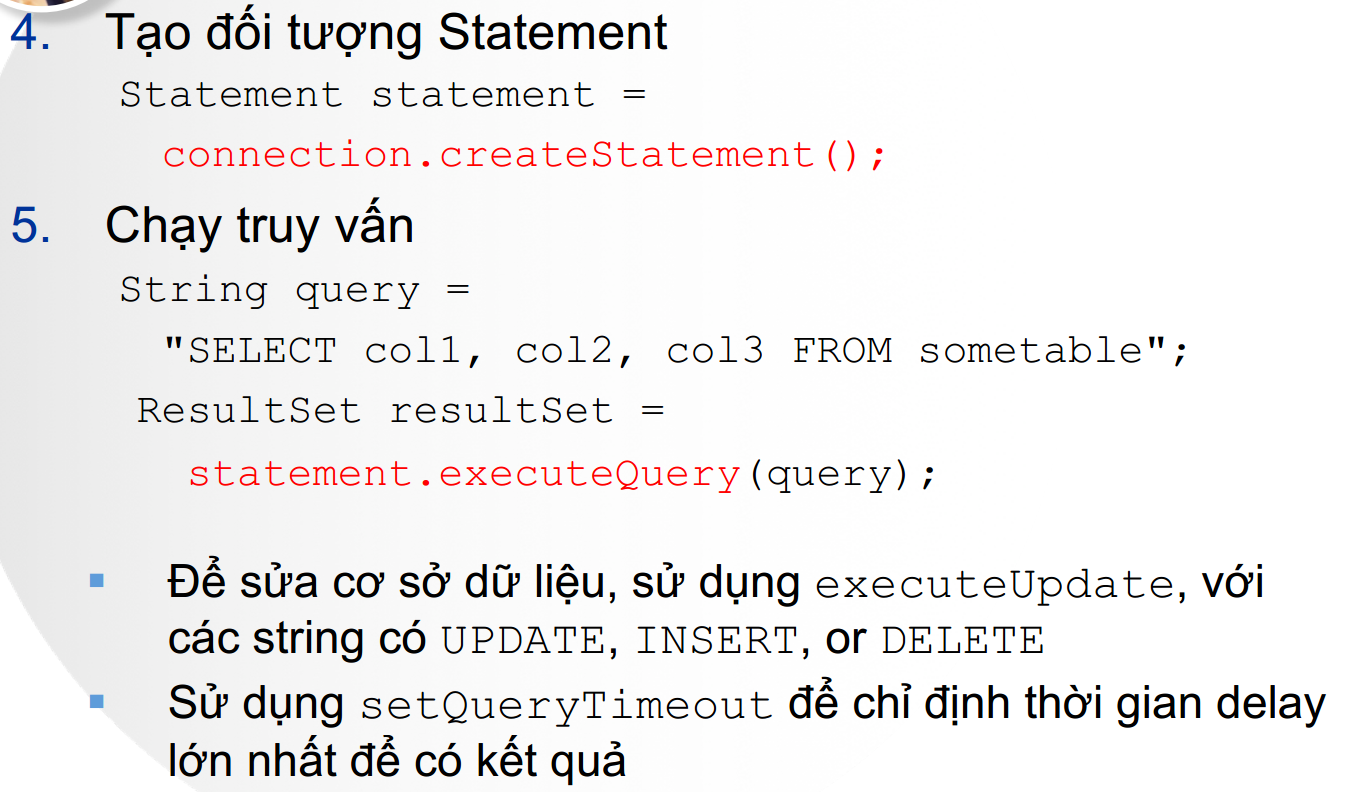 4. Tạo đối tượng Statement
Statement statement =
connection.createStatement();
5. Chạy truy vấn
String query =
"SELECT col1, col2, col3 FROM sometable";
ResultSet resultSet =
statement.executeQuery(query);
Để sửa cơ sở dữ liệu, sử dụng executeUpdate, với
các string có UPDATE, INSERT, or DELETE
Sử dụng setQueryTimeout để chỉ định thời gian delay
lớn nhất để có kết quả